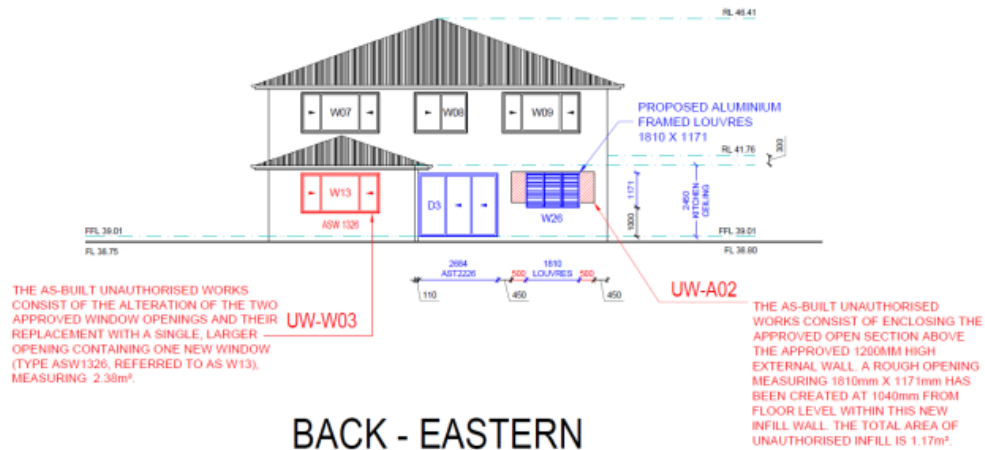 RL 46.41
W07
W08
W09
PROPOSED ALUMINIUM
FRAMED LOUVRES
1810 X 1171
RL 41.76
300
W13
ASW 1326
D3
W26
1171
1000
2460
KITCHEN
CEILING
FFL 39.01
FL 38.75
FFL 39.01
FL 38.80
2684
AST2226
500
1810
LOUVRES
500
110
450
450
UW-W03
THE AS-BUILT UNAUTHORISED WORKS
CONSIST OF THE ALTERATION OF THE TWO
APPROVED WINDOW OPENINGS AND THEIR
REPLACEMENT WITH A SINGLE, LARGER
OPENING CONTAINING ONE NEW WINDOW
(TYPE ASW1326, REFERRED TO AS W13),
MEASURING 2.38m².
UW-A02
THE AS-BUILT UNAUTHORISED
WORKS CONSIST OF ENCLOSING THE
APPROVED OPEN SECTION ABOVE
THE APPROVED 1200MM HIGH
EXTERNAL WALL. A ROUGH OPENING
MEASURING 1810mm X 1171mm HAS
BEEN CREATED AT 1040mm FROM
FLOOR LEVEL WITHIN THIS NEW
INFILL WALL. THE TOTAL AREA OF
UNAUTHORISED INFILL IS 1.17m².
BACK - EASTERN